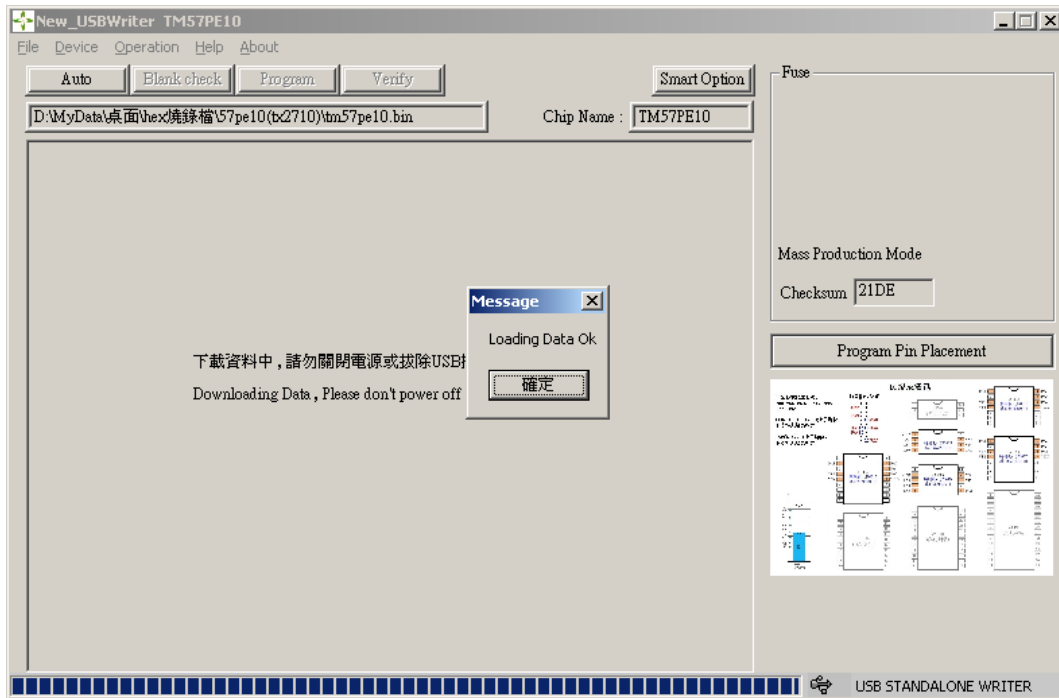 New_USBWriter TM57PE10
File Device Operation Help About
Auto Blank check Program Verify Smart Option
D:\MyData\桌面\hex燒錄檔\57pe10(tx2710)\tm57pe10.bin Chip Name : TM57PE10
Fuse
Mass Production Mode
Checksum 21DE
Program Pin Placement
Message
Loading Data Ok
確定
下載資料中，請勿關閉電源或拔除USB
Downloading Data , Please don't power off
USB STANDALONE WRITER